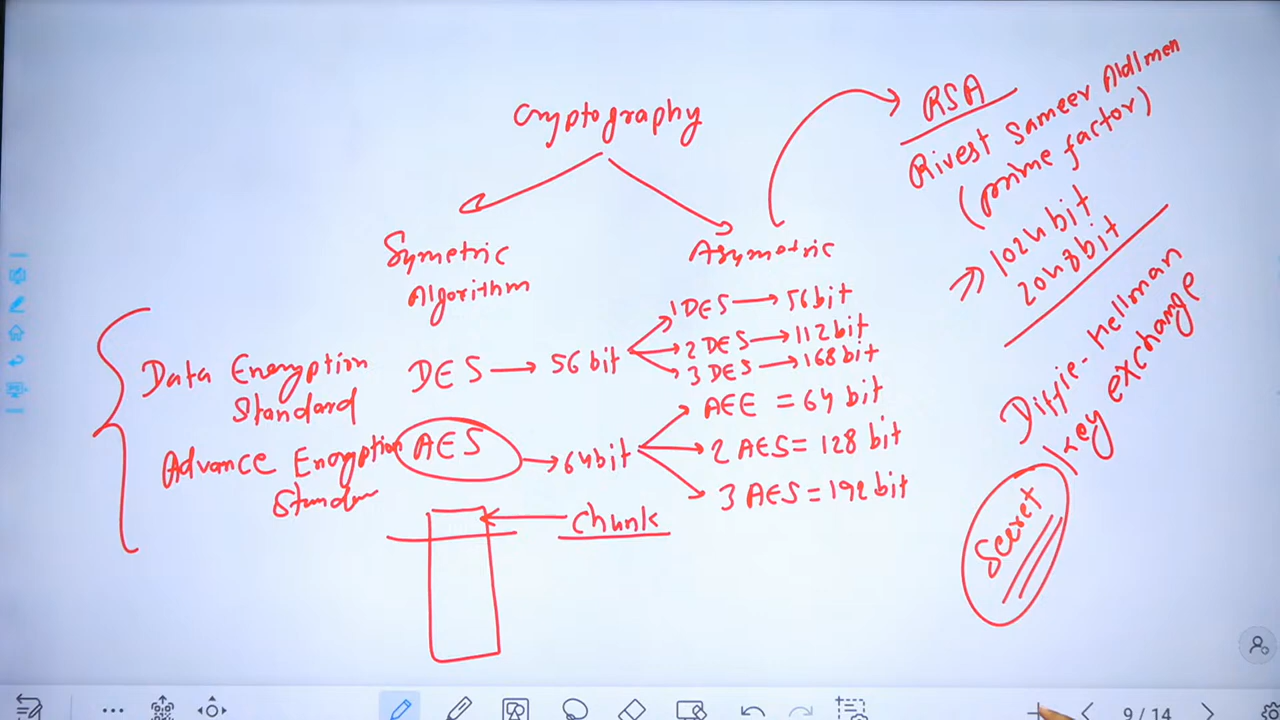 Cryptography
Symetric
Algorithm
Asymetric
RSA
Rivest Sameer Aldlmen
(prime factor)
1024 bit
2048 bit
Diffie-Hellman
key exchange
Secret
Data Encryption
Standard
DES → 56 bit
1 DES → 56 bit
2 DES → 112 bit
3 DES → 168 bit
Advance Encryption
AES → 64 bit
AEE = 64 bit
2 AES = 128 bit
3 AES = 192 bit
Chunk
9/14